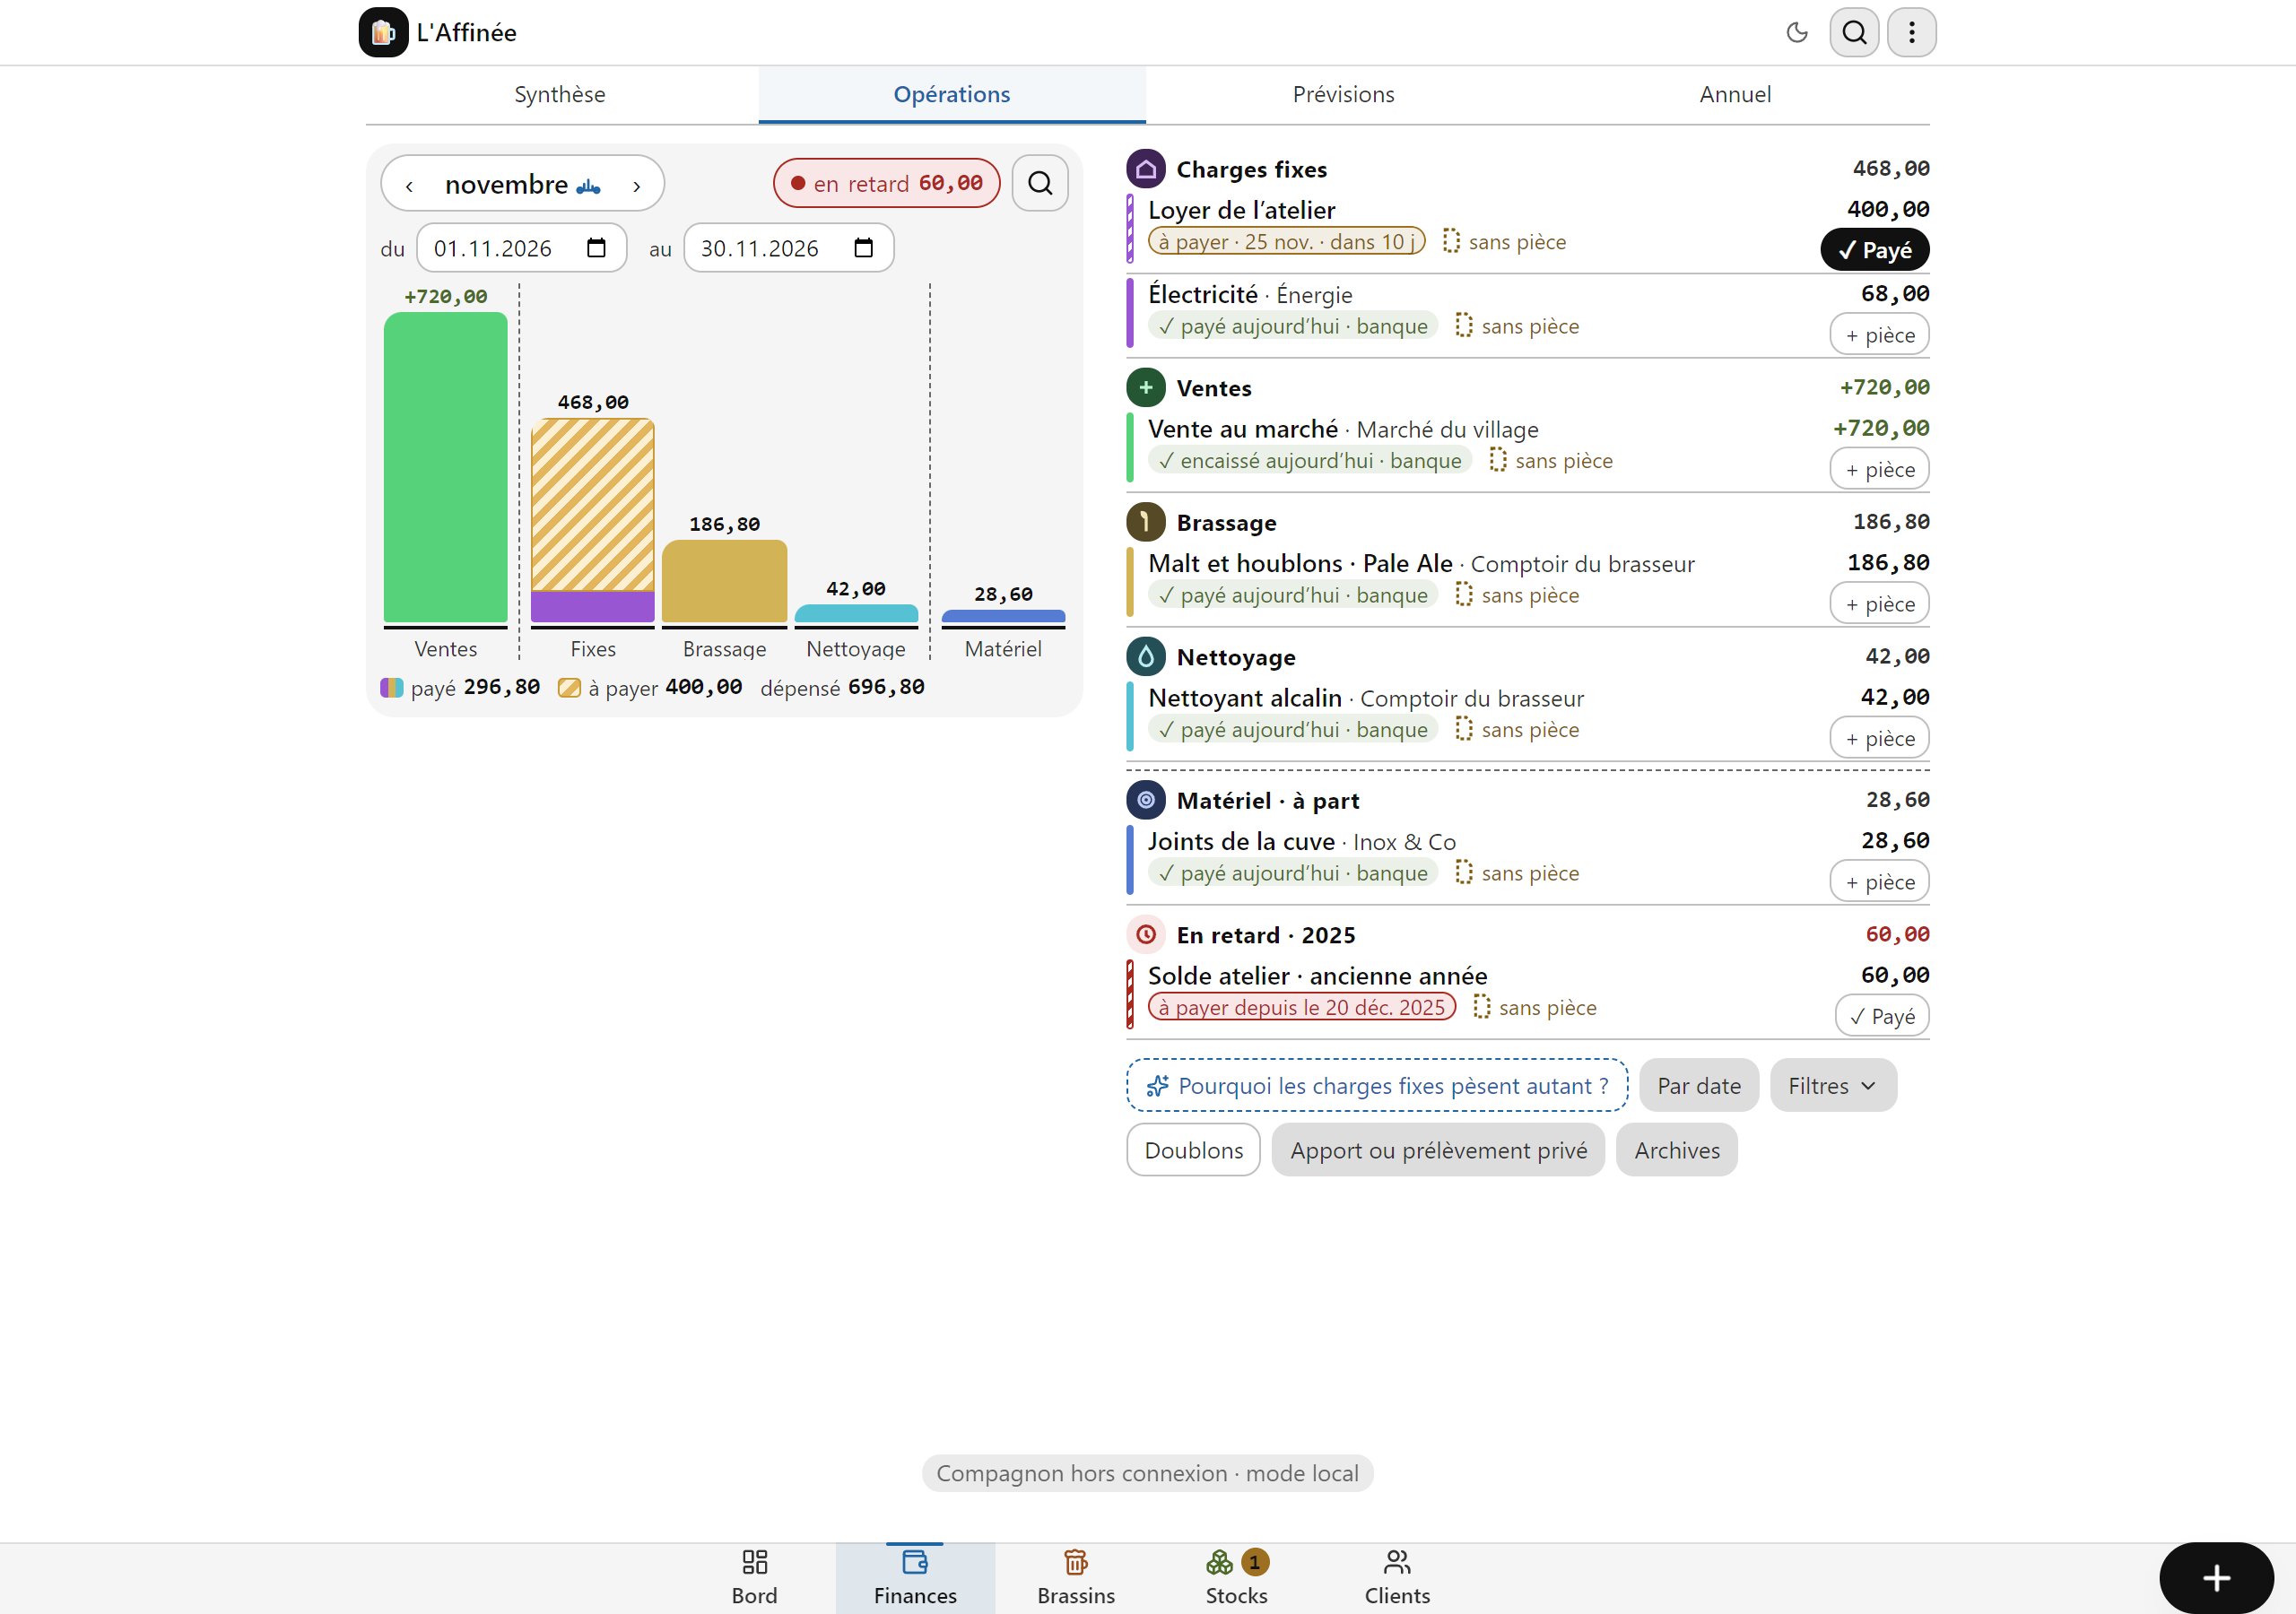 L'Affinée
Synthèse
Opérations
Prévisions
Annuel
‹ novembre ›
en retard 60,00
du 01.11.2026 au 30.11.2026
+720,00
468,00
186,80
42,00
28,60
Ventes
Fixes
Brassage
Nettoyage
Matériel
payé 296,80 à payer 400,00 dépensé 696,80
Charges fixes 468,00
Loyer de l’atelier 400,00
à payer · 25 nov. · dans 10 j sans pièce ✓ Payé
Électricité · Énergie 68,00
✓ payé aujourd’hui · banque sans pièce + pièce
Ventes +720,00
Vente au marché · Marché du village +720,00
✓ encaissé aujourd’hui · banque sans pièce + pièce
Brassage 186,80
Malt et houblons · Pale Ale · Comptoir du brasseur 186,80
✓ payé aujourd’hui · banque sans pièce + pièce
Nettoyage 42,00
Nettoyant alcalin · Comptoir du brasseur 42,00
✓ payé aujourd’hui · banque sans pièce + pièce
Matériel · à part 28,60
Joints de la cuve · Inox & Co 28,60
✓ payé aujourd’hui · banque sans pièce + pièce
En retard · 2025 60,00
Solde atelier · ancienne année 60,00
à payer depuis le 20 déc. 2025 sans pièce ✓ Payé
Pourquoi les charges fixes pèsent autant ?
Par date
Filtres
Doublons
Apport ou prélèvement privé
Archives
Compagnon hors connexion · mode local
Bord
Finances
Brassins
1
Stocks
Clients
+